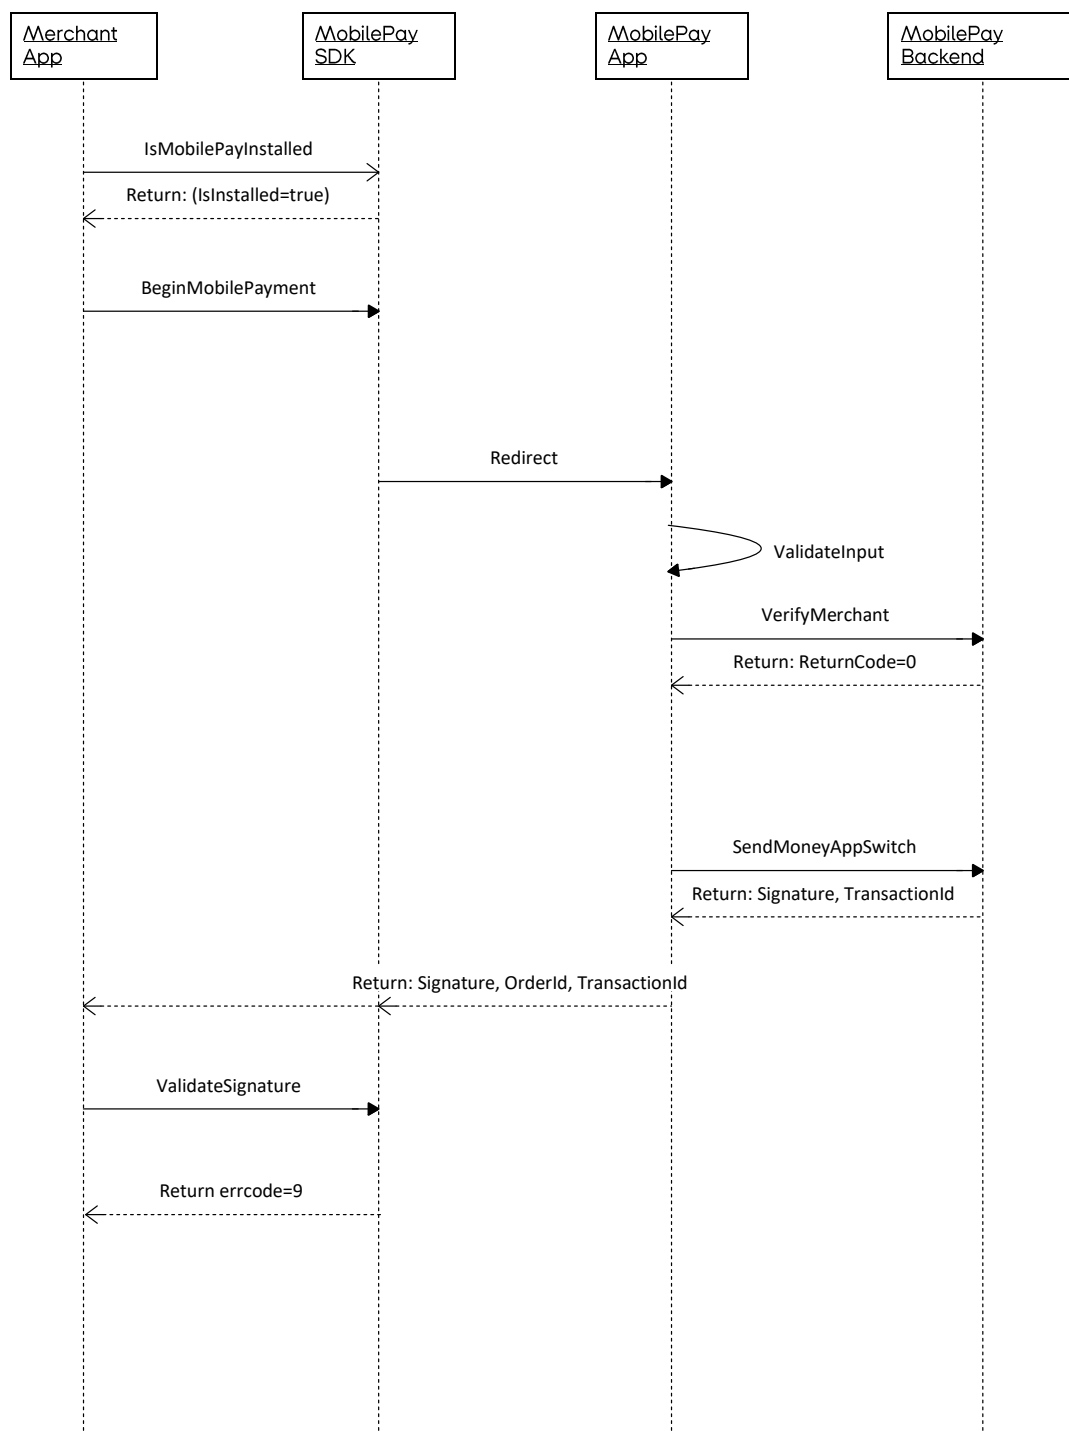 Merchant
App
MobilePay
SDK
MobilePay
App
MobilePay
Backend
IsMobilePayInstalled
Return: (IsInstalled=true)
BeginMobilePayment
Redirect
ValidateInput
VerifyMerchant
Return: ReturnCode=0
SendMoneyAppSwitch
Return: Signature, TransactionId
Return: Signature, OrderId, TransactionId
ValidateSignature
Return errcode=9